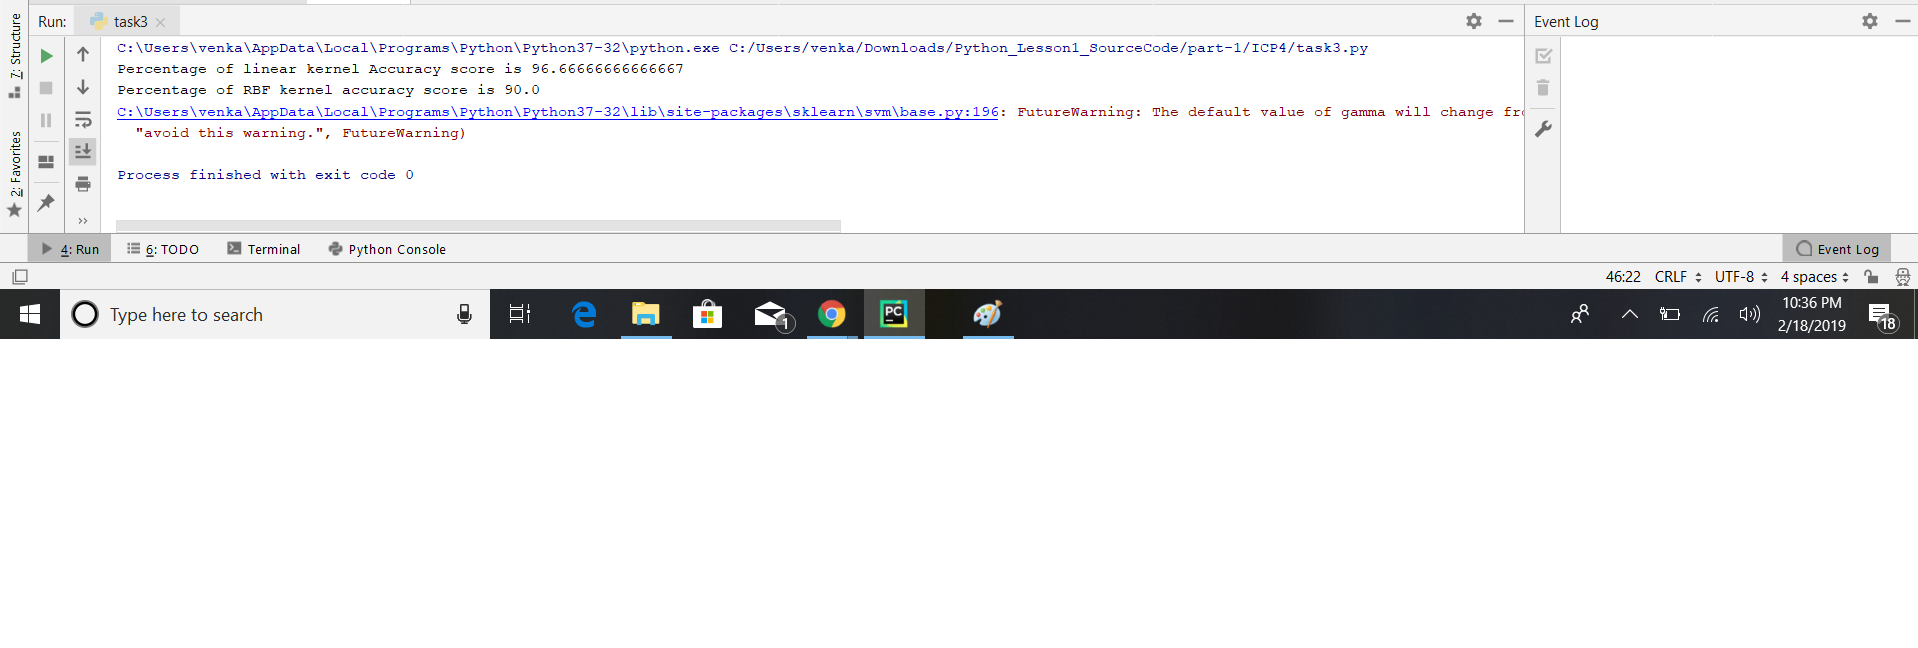 Run: task3
Event Log
7: Structure
2: Favorites
C:\Users\venka\AppData\Local\Programs\Python\Python37-32\python.exe C:/Users/venka/Downloads/Python_Lesson1_SourceCode/part-1/ICP4/task3.py
Percentage of linear kernel Accuracy score is 96.66666666666667
Percentage of RBF kernel accuracy score is 90.0
C:\Users\venka\AppData\Local\Programs\Python\Python37-32\lib\site-packages\sklearn\svm\base.py:196: FutureWarning: The default value of gamma will change fro
"avoid this warning.", FutureWarning)
Process finished with exit code 0
4: Run 6: TODO Terminal Python Console Event Log
46:22 CRLF UTF-8 4 spaces
Type here to search
1
PC
10:36 PM
2/18/2019
18